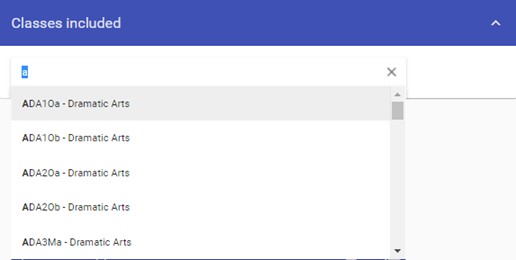 Classes included
a
ADA1Oa - Dramatic Arts
ADA1Ob - Dramatic Arts
ADA2Oa - Dramatic Arts
ADA2Ob - Dramatic Arts
ADA3Ma - Dramatic Arts